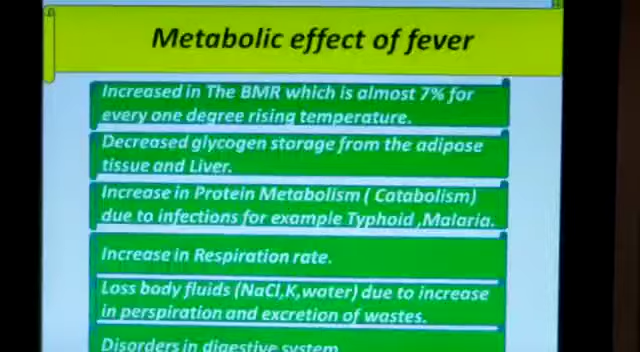 Metabolic effect of fever
Increased in The BMR which is almost 7% for
every one degree rising temperature.
Decreased glycogen storage from the adipose
tissue and Liver.
Increase in Protein Metabolism ( Catabolism)
due to infections for example Typhoid ,Malaria.
Increase in Respiration rate.
Loss body fluids (NaCl,K,water) due to increase
in perspiration and excretion of wastes.
Disorders in digestive system